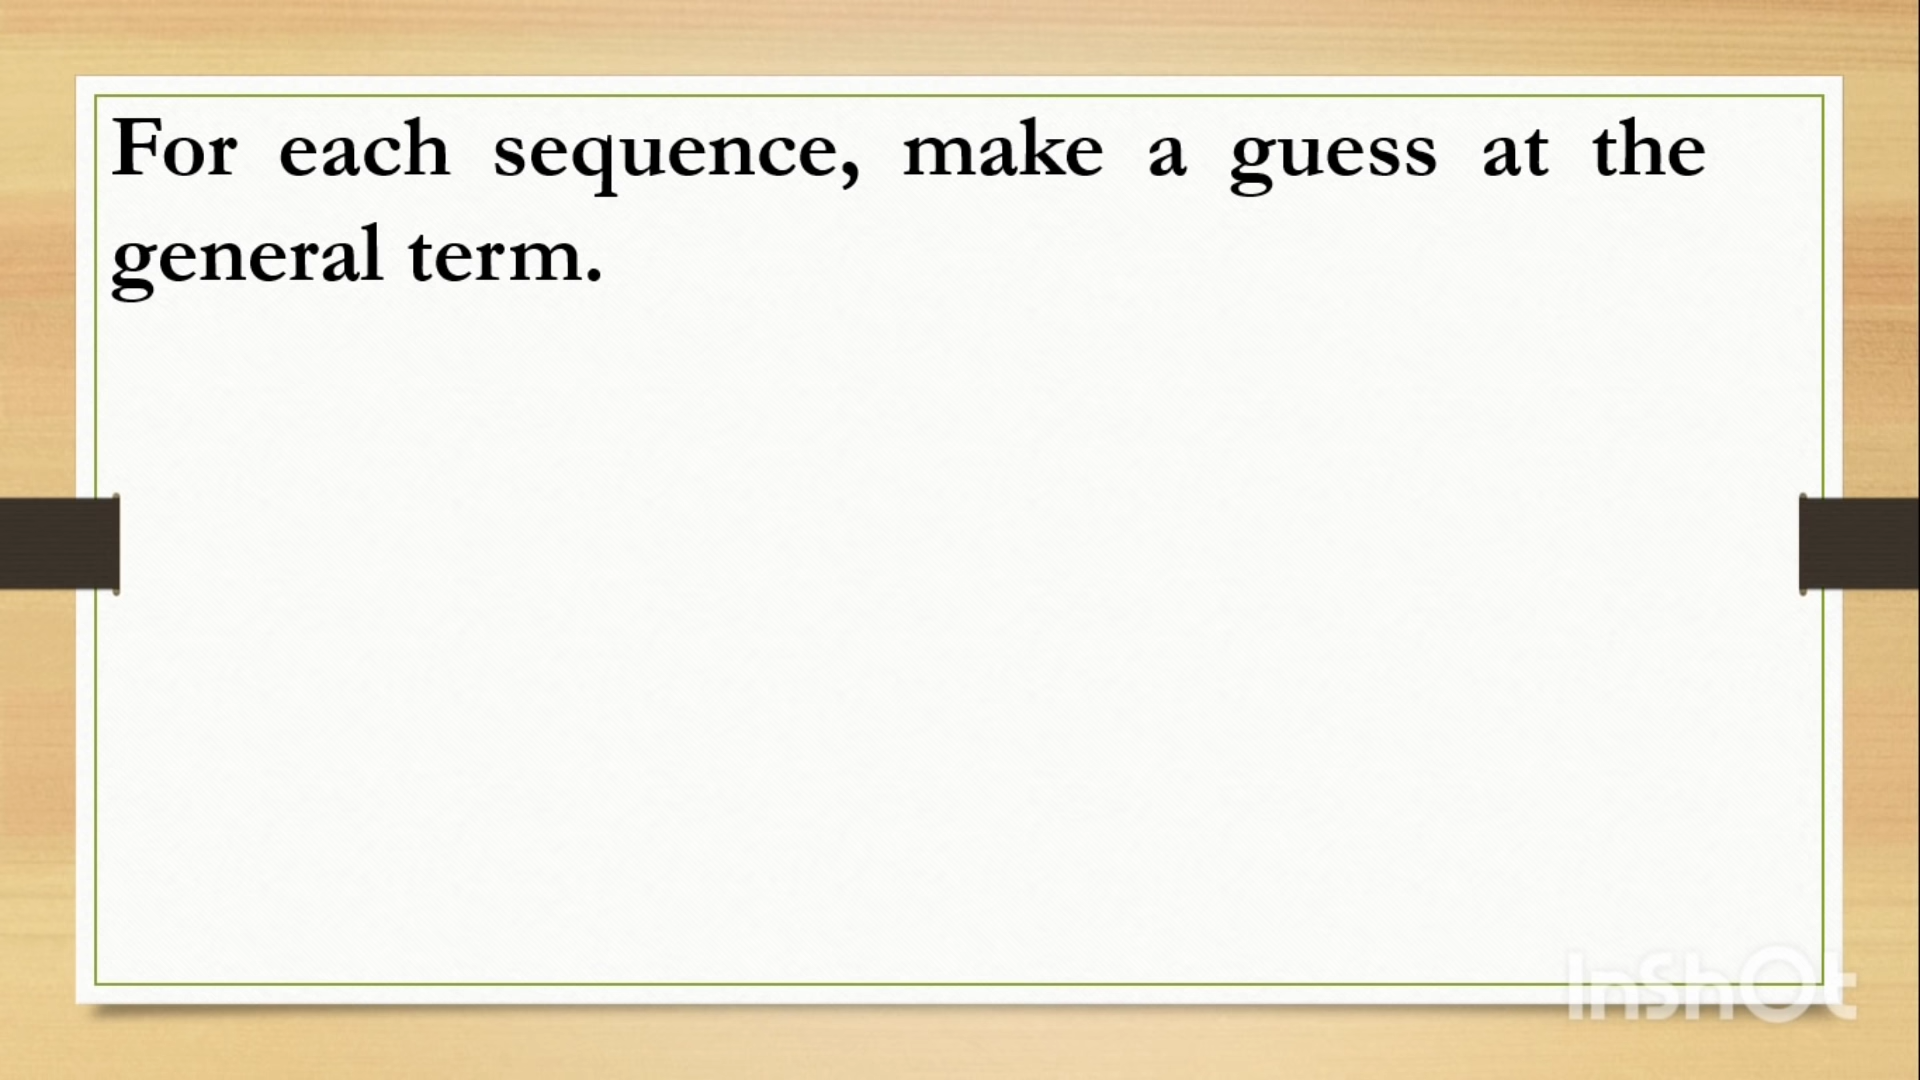 For each sequence, make a guess at the
general term.
InShOt